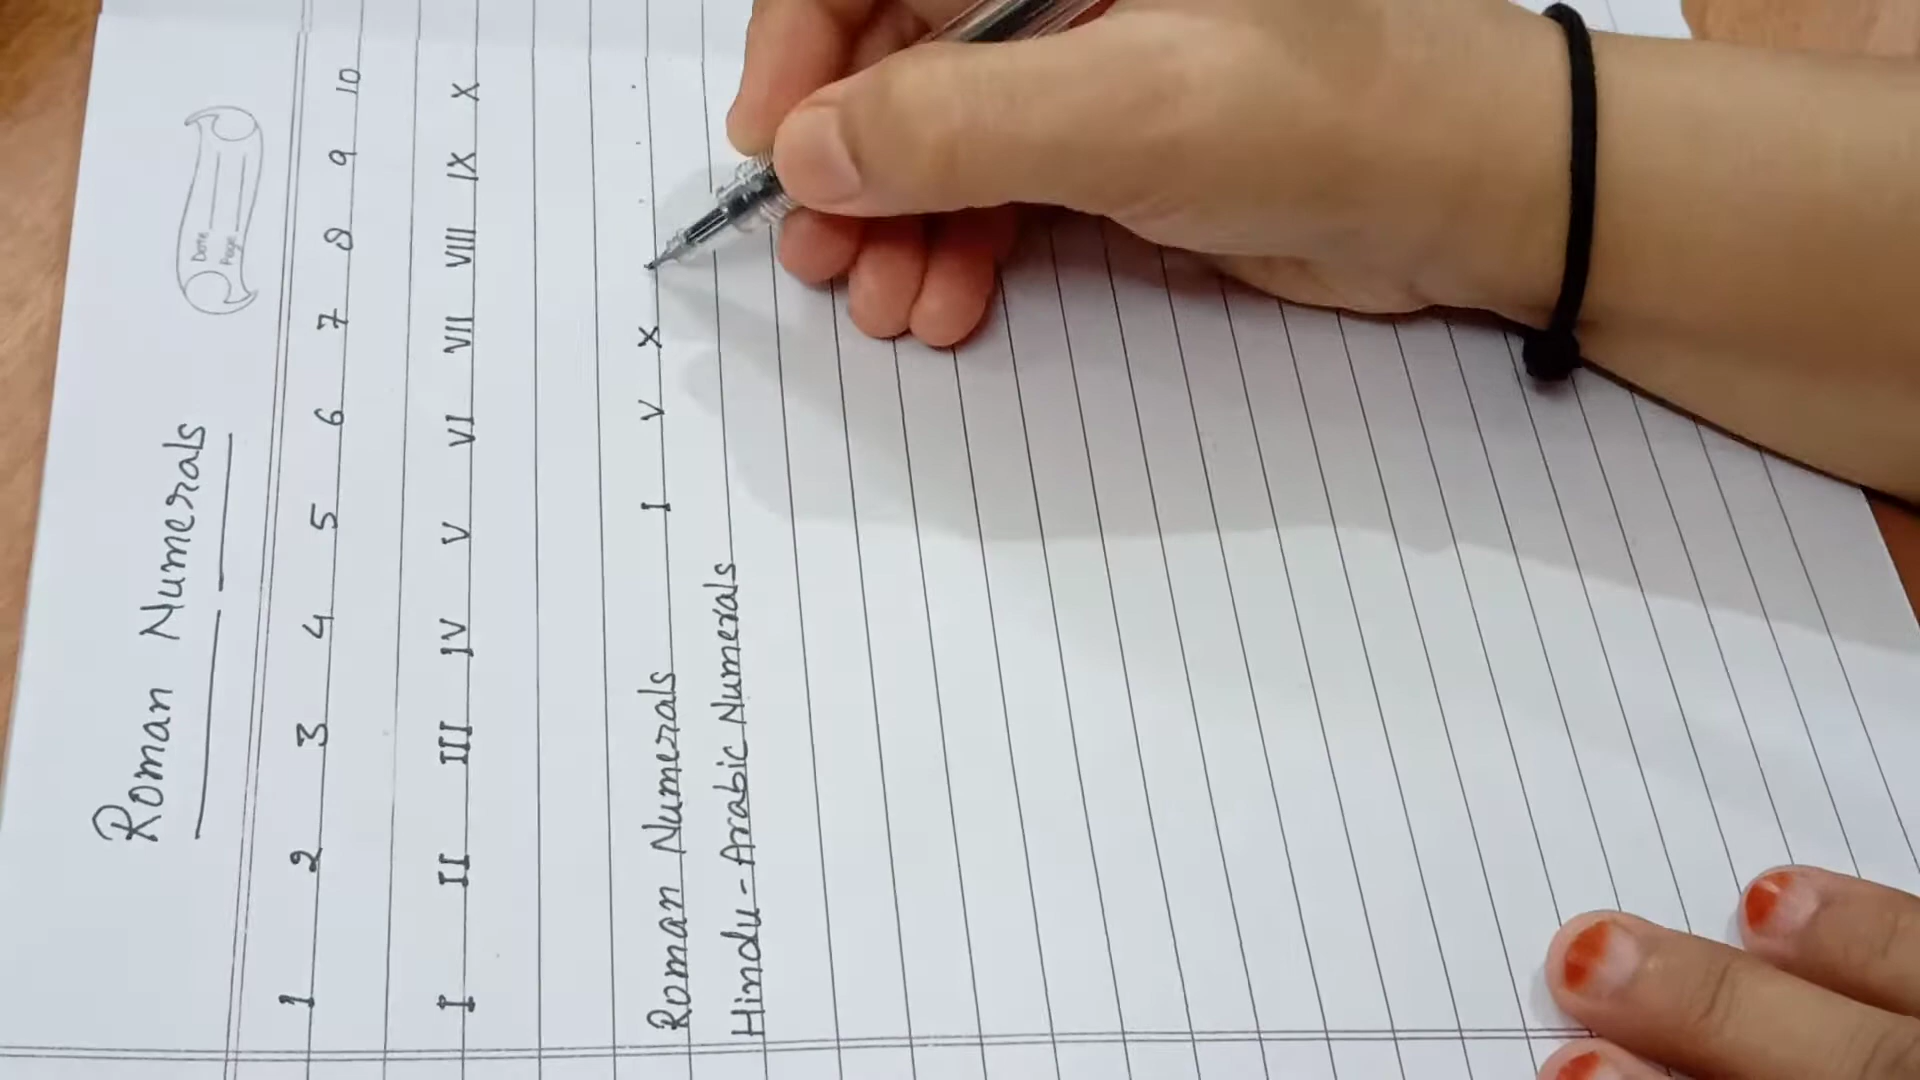 Date
Page
Roman Numerals
1 2 3 4 5 6 7 8 9 10
I II III IV V VI VII VIII IX X
Roman Numerals I V X
Hindu-Arabic Numerals